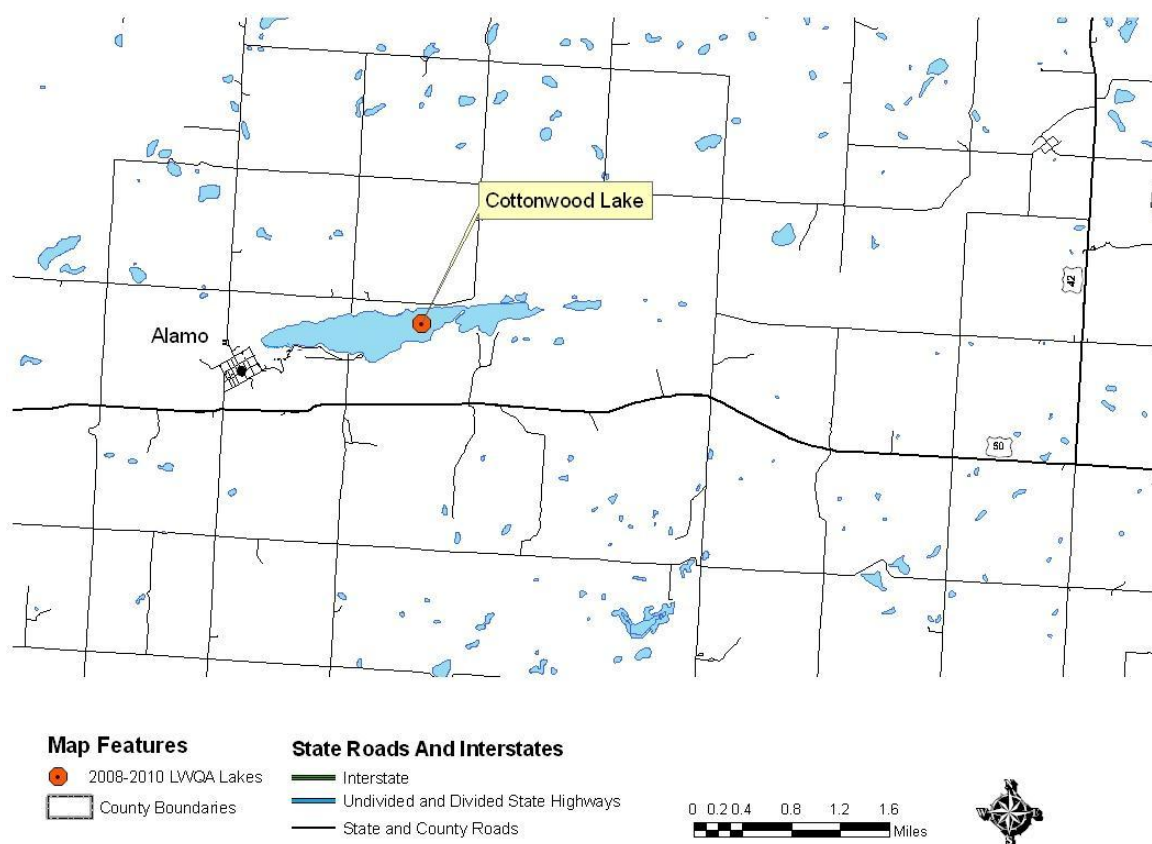 Cottonwood Lake
42
Alamo
50
Map Features
2008-2010 LWQA Lakes
County Boundaries
State Roads And Interstates
Interstate
Undivided and Divided State Highways
State and County Roads
0 0.2 0.4 0.8 1.2 1.6
Miles